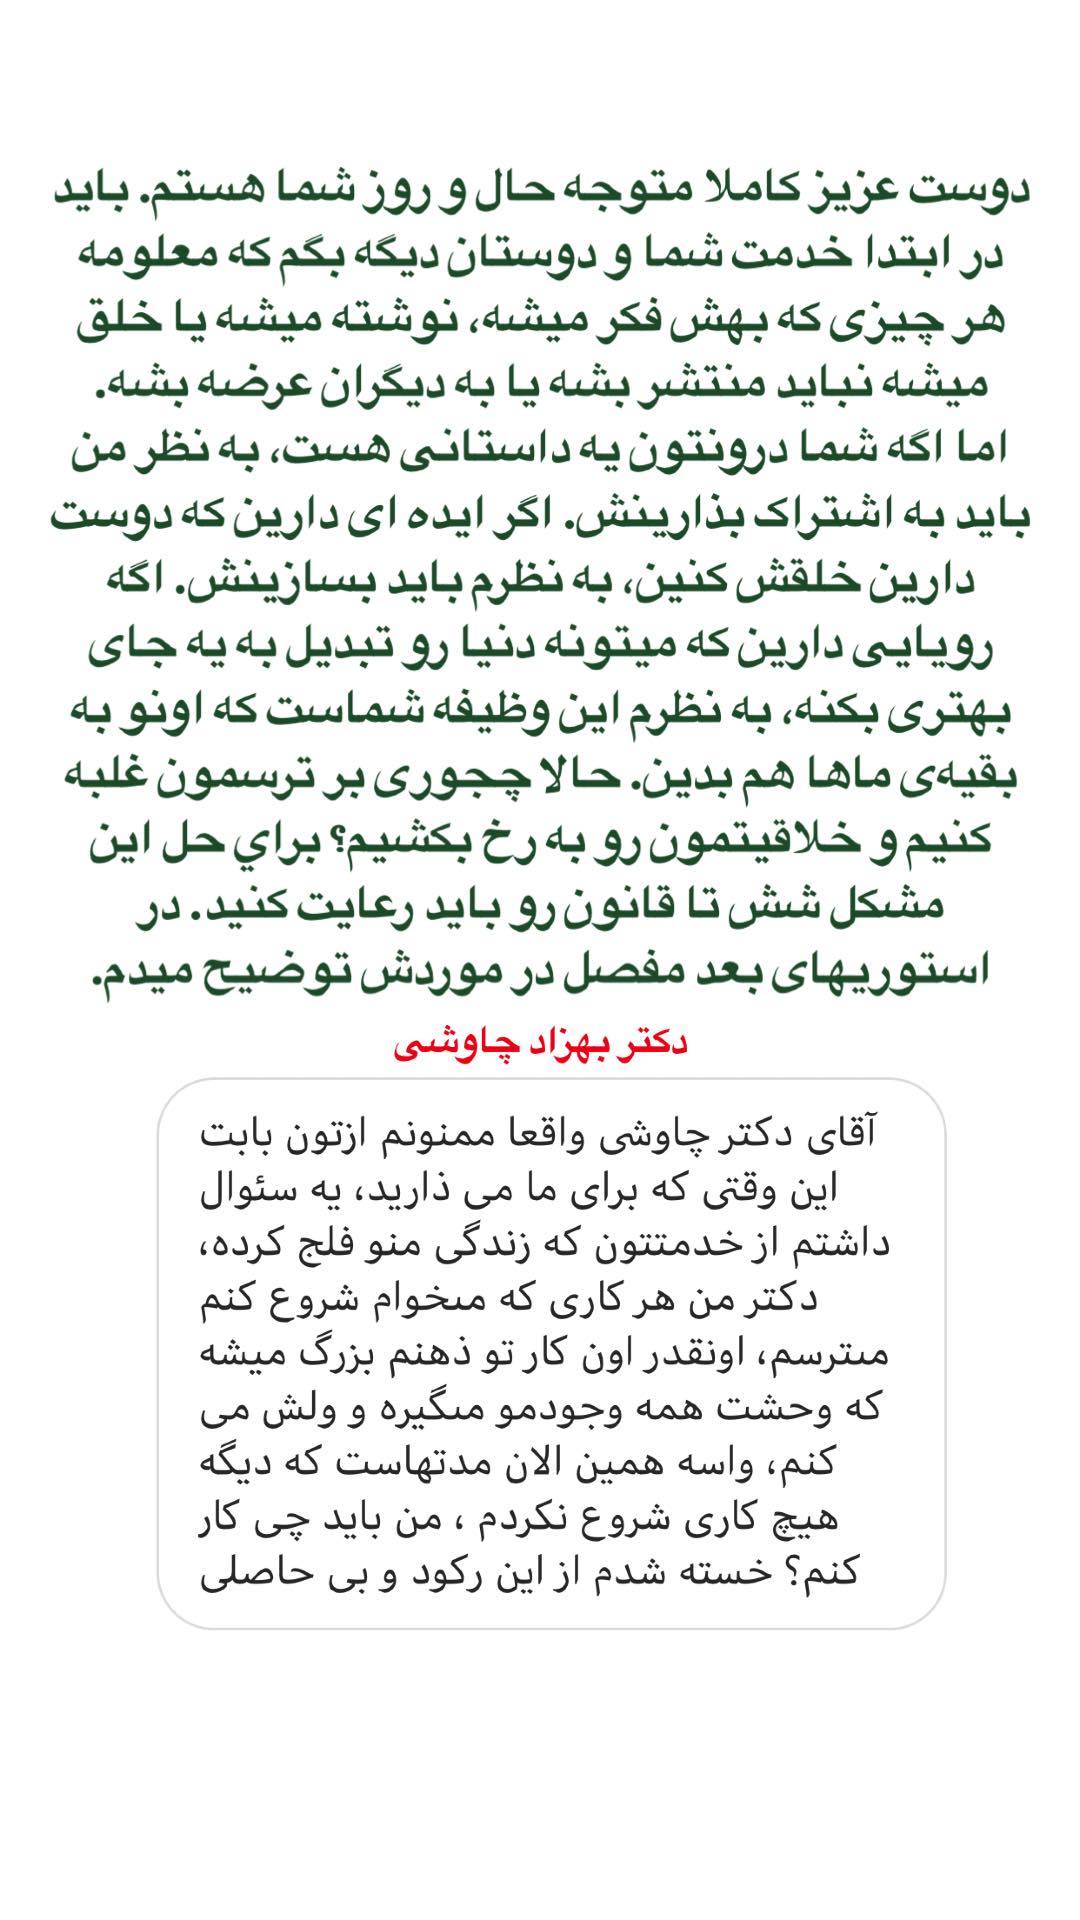 دوست عزیز کاملا متوجه حال و روز شما هستم. باید
در ابتدا خدمت شما و دوستان دیگه بگم که معلومه
هر چیزی که بهش فکر میشه، نوشته میشه یا خلق
میشه نباید منتشر بشه یا به دیگران عرضه بشه.
اما اگه شما درونتون یه داستانی هست، به نظر من
باید به اشتراک بذارینش. اگر ایده ای دارین که دوست
دارین خلقش کنین، به نظرم باید بسازینش. اگه
رویایی دارین که میتونه دنیا رو تبدیل به یه جای
بهتری بکنه، به نظرم این وظیفه شماست که اونو به
بقیه‌ی ماها هم بدین. حالا چجوری بر ترسمون غلبه
کنیم و خلاقیتمون رو به رخ بکشیم؟ براي حل این
مشکل شش تا قانون رو باید رعایت کنید. در
استوریهای بعد مفصل در موردش توضیح میدم.
دکتر بهزاد چاوشی
آقای دکتر چاوشی واقعا ممنونم ازتون بابت
این وقتی که برای ما می ذارید، یه سئوال
داشتم از خدمتتون که زندگی منو فلج کرده،
دکتر من هر کاری که مىخوام شروع کنم
مىترسم، اونقدر اون کار تو ذهنم بزرگ میشه
که وحشت همه وجودمو مىگیره و ولش می
کنم، واسه همین الان مدتهاست که دیگه
هیچ کاری شروع نکردم ، من باید چی کار
کنم؟ خسته شدم از این رکود و بی حاصلی